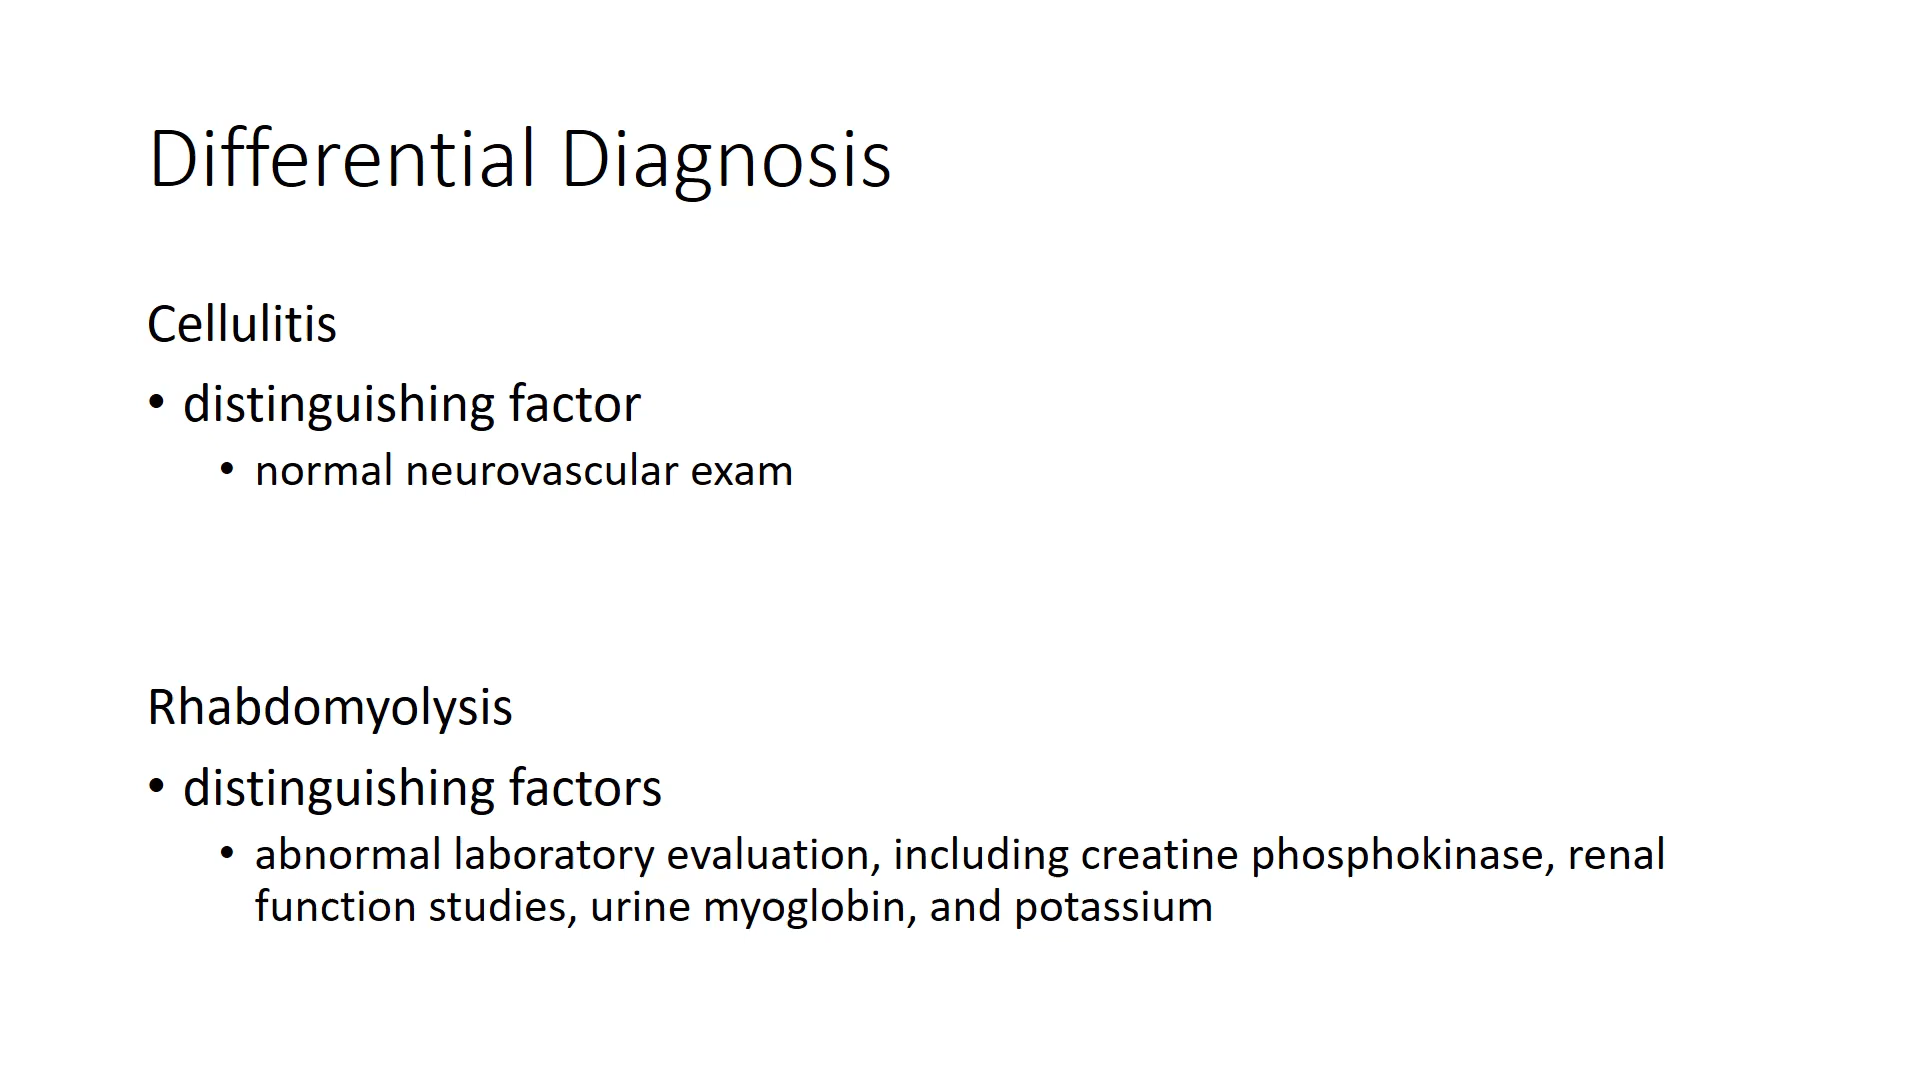 Differential Diagnosis
Cellulitis
• distinguishing factor
• normal neurovascular exam
Rhabdomyolysis
• distinguishing factors
• abnormal laboratory evaluation, including creatine phosphokinase, renal
function studies, urine myoglobin, and potassium